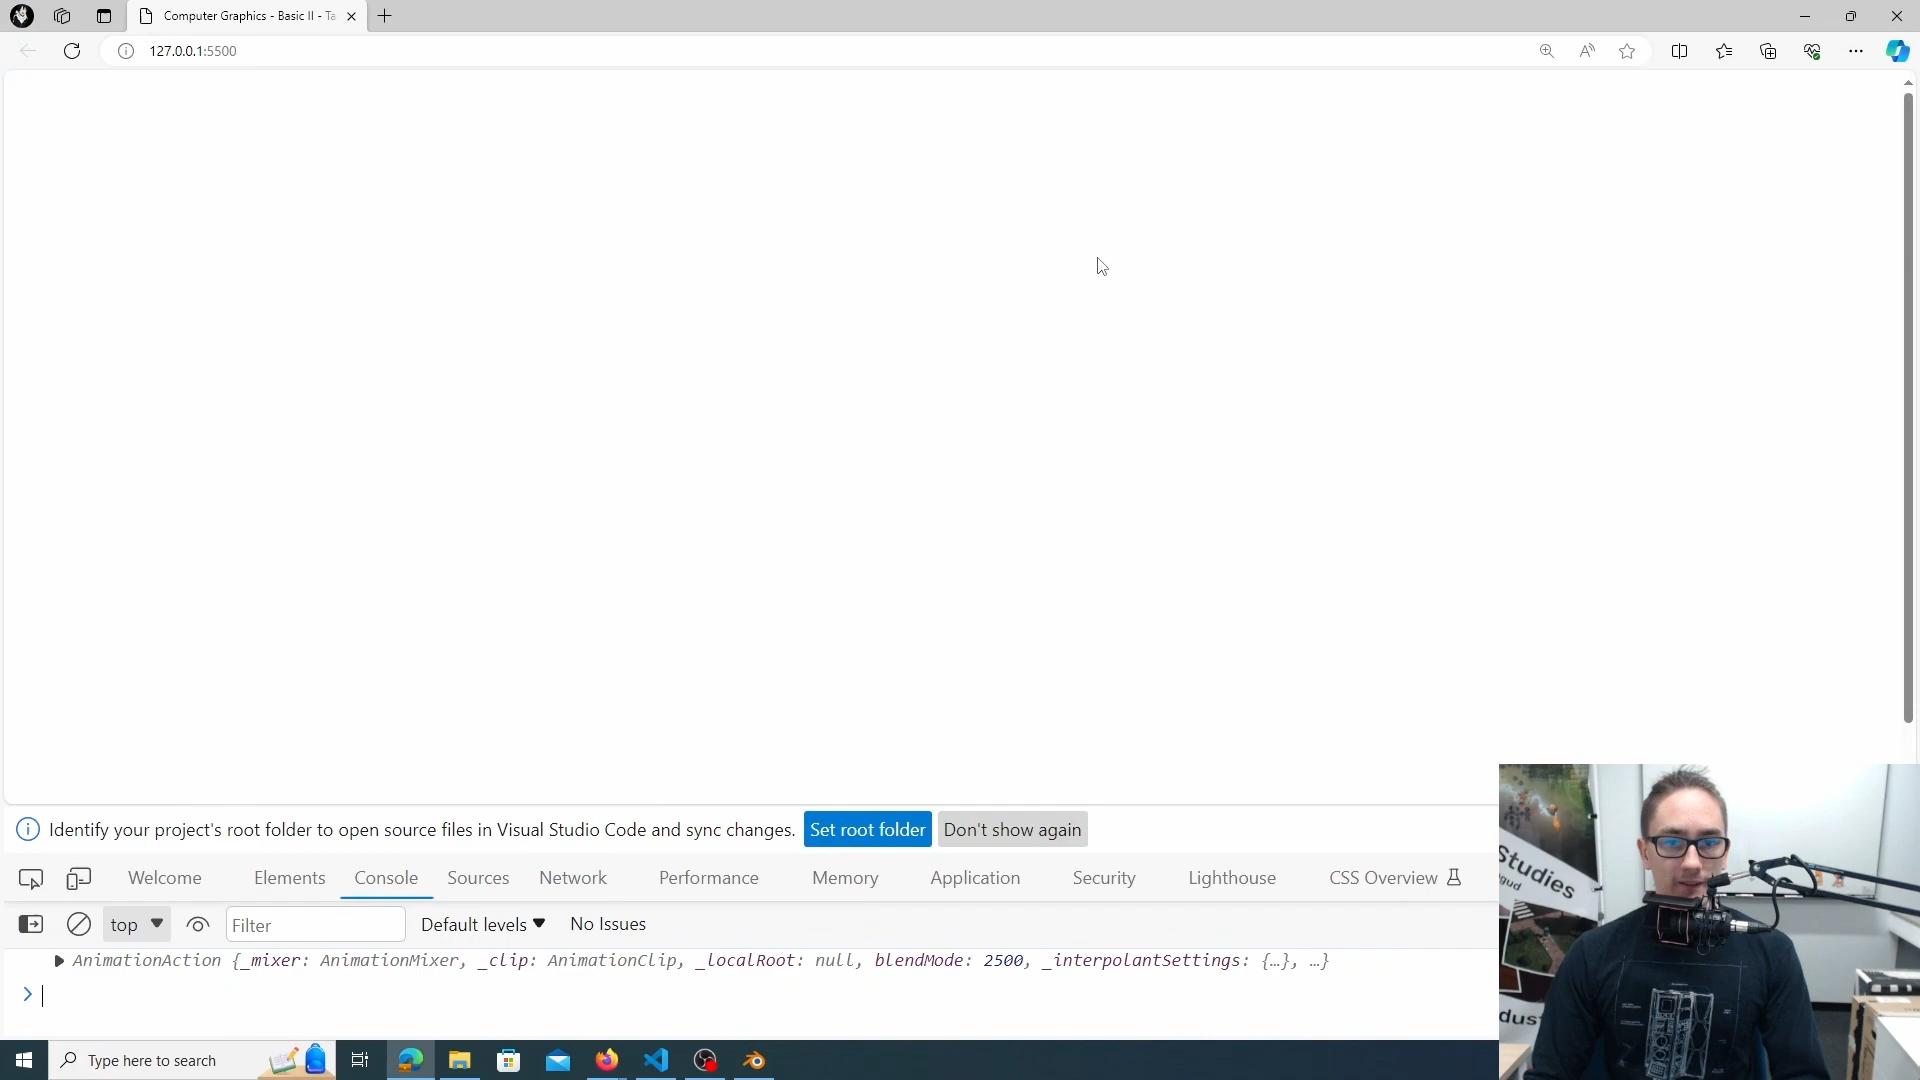 Computer Graphics - Basic II - Ta
127.0.0.1:5500
Identify your project's root folder to open source files in Visual Studio Code and sync changes. Set root folder Don't show again
Welcome Elements Console Sources Network Performance Memory Application Security Lighthouse CSS Overview
top Filter Default levels No Issues
AnimationAction {_mixer: AnimationMixer, _clip: AnimationClip, _localRoot: null, blendMode: 2500, _interpolantSettings: {…}, …}
Type here to search
Studies
gud
dus